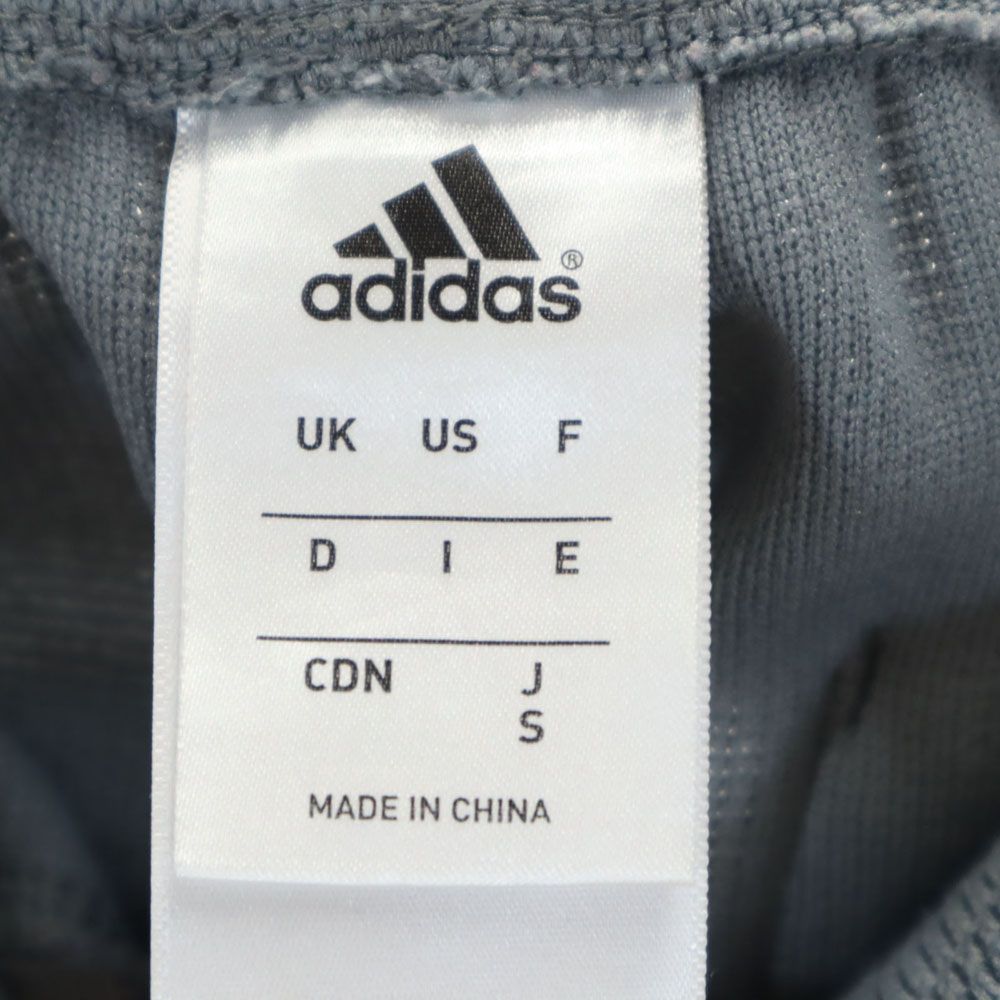 adidas®
UK US F
D I E
CDN J
S
MADE IN CHINA